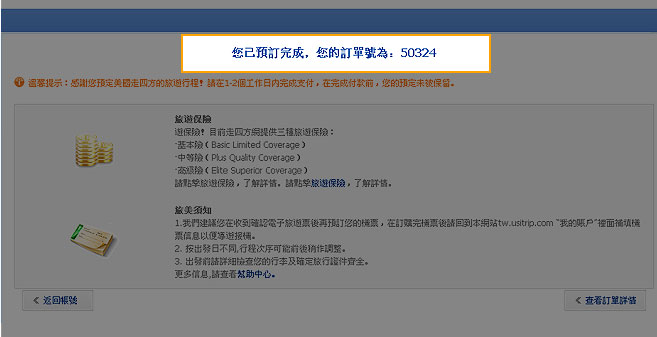 您已預訂完成，您的訂單號為：50324
溫馨提示：感謝您預定美國走四方的旅遊行程！請在1-2個工作日內完成支付，在完成付款前，您的預定未被保留。
旅遊保險
遊保險！目前走四方網提供三種旅遊保險：
·基本險（Basic Limited Coverage）
·中等險（Plus Quality Coverage）
·高級險（Elite Superior Coverage）
請點擊旅遊保險，了解詳情。請點擊旅遊保險，了解詳情。
旅美須知
1.我們建議您在收到確認電子旅遊票後再預訂您的機票，在訂購完機票後請回到本網站tw.usitrip.com "我的賬戶"裡面補填機
票信息以便導遊接機。
2. 按出發日不同,行程次序可能前後稍作調整。
3. 出發前請詳細檢查您的行李及確定旅行證件齊全。
更多信息,請查看幫助中心。
返回帳號
查看訂單詳情